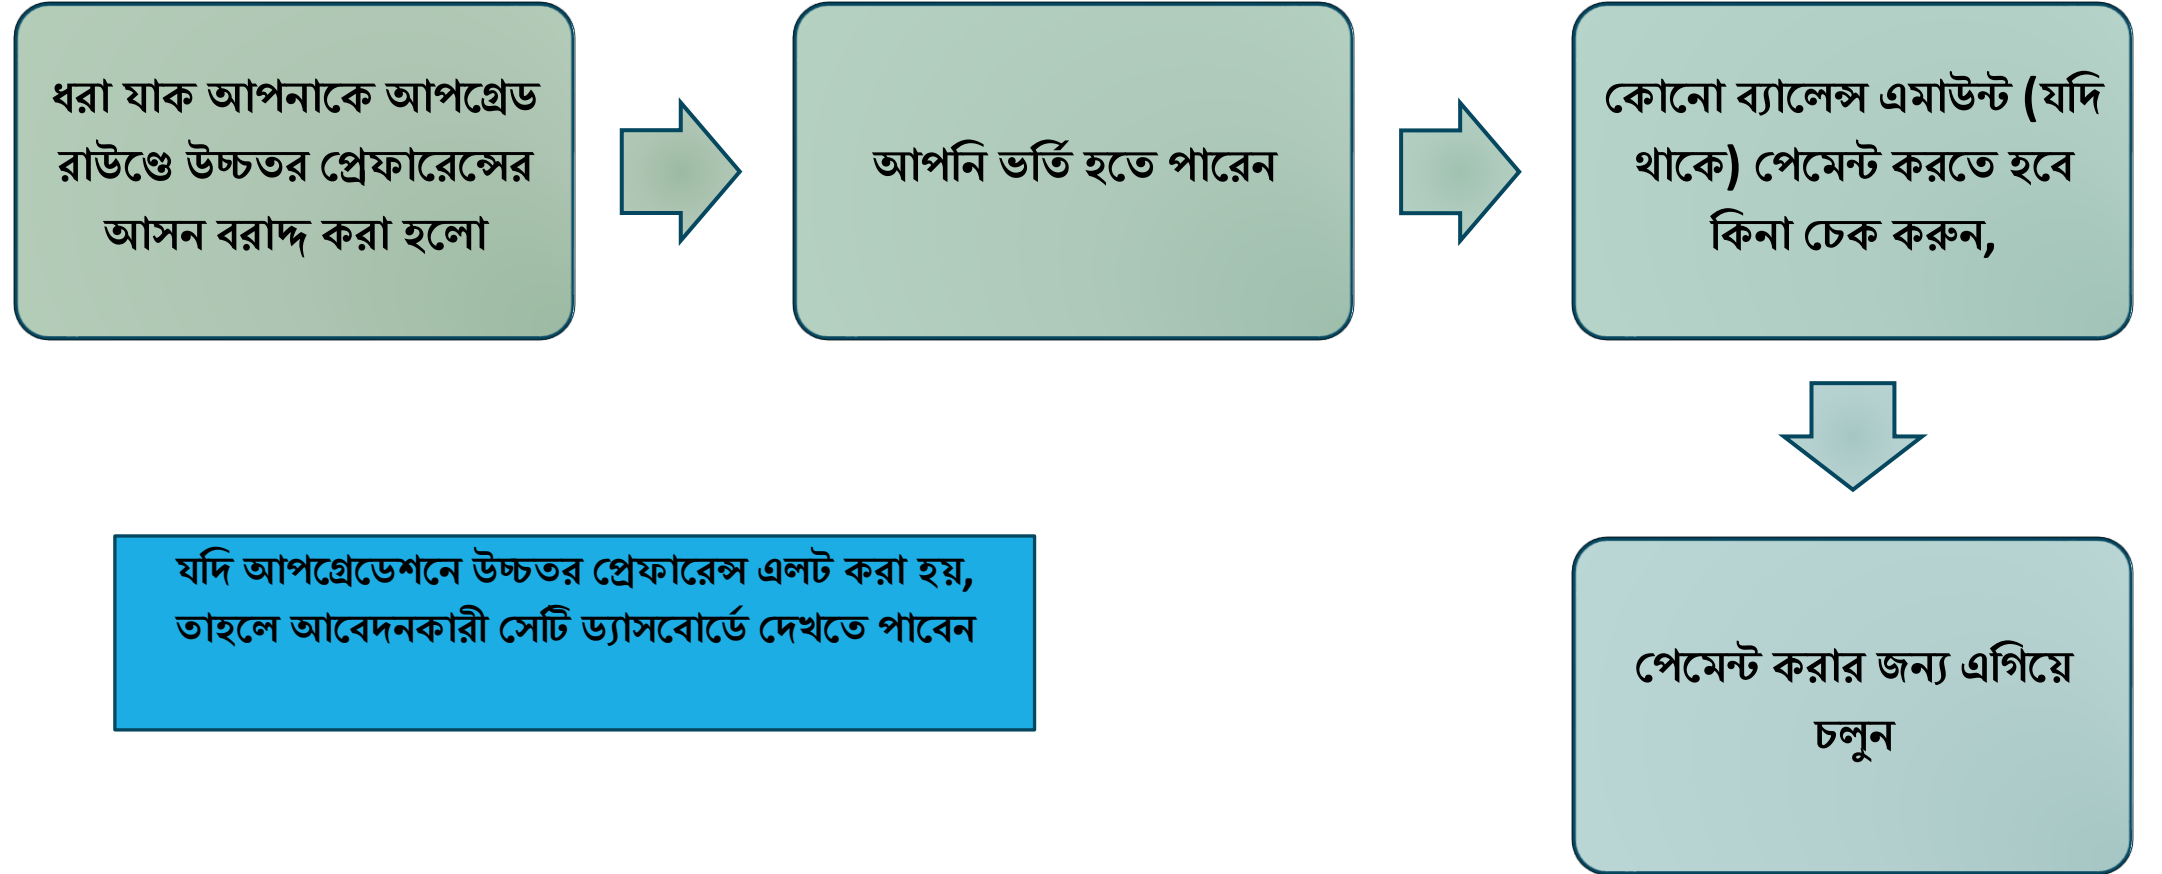 ধরা যাক আপনাকে আপগ্রেড
রাউণ্ডে উচ্চতর প্রেফারেন্সের
আসন বরাদ্দ করা হলো
আপনি ভর্তি হতে পারেন
কোনো ব্যালেন্স এমাউন্ট (যদি
থাকে) পেমেন্ট করতে হবে
কিনা চেক করুন,
পেমেন্ট করার জন্য এগিয়ে
চলুন
যদি আপগ্রেডেশনে উচ্চতর প্রেফারেন্স এলট করা হয়,
তাহলে আবেদনকারী সেটি ড্যাসবোর্ডে দেখতে পাবেন